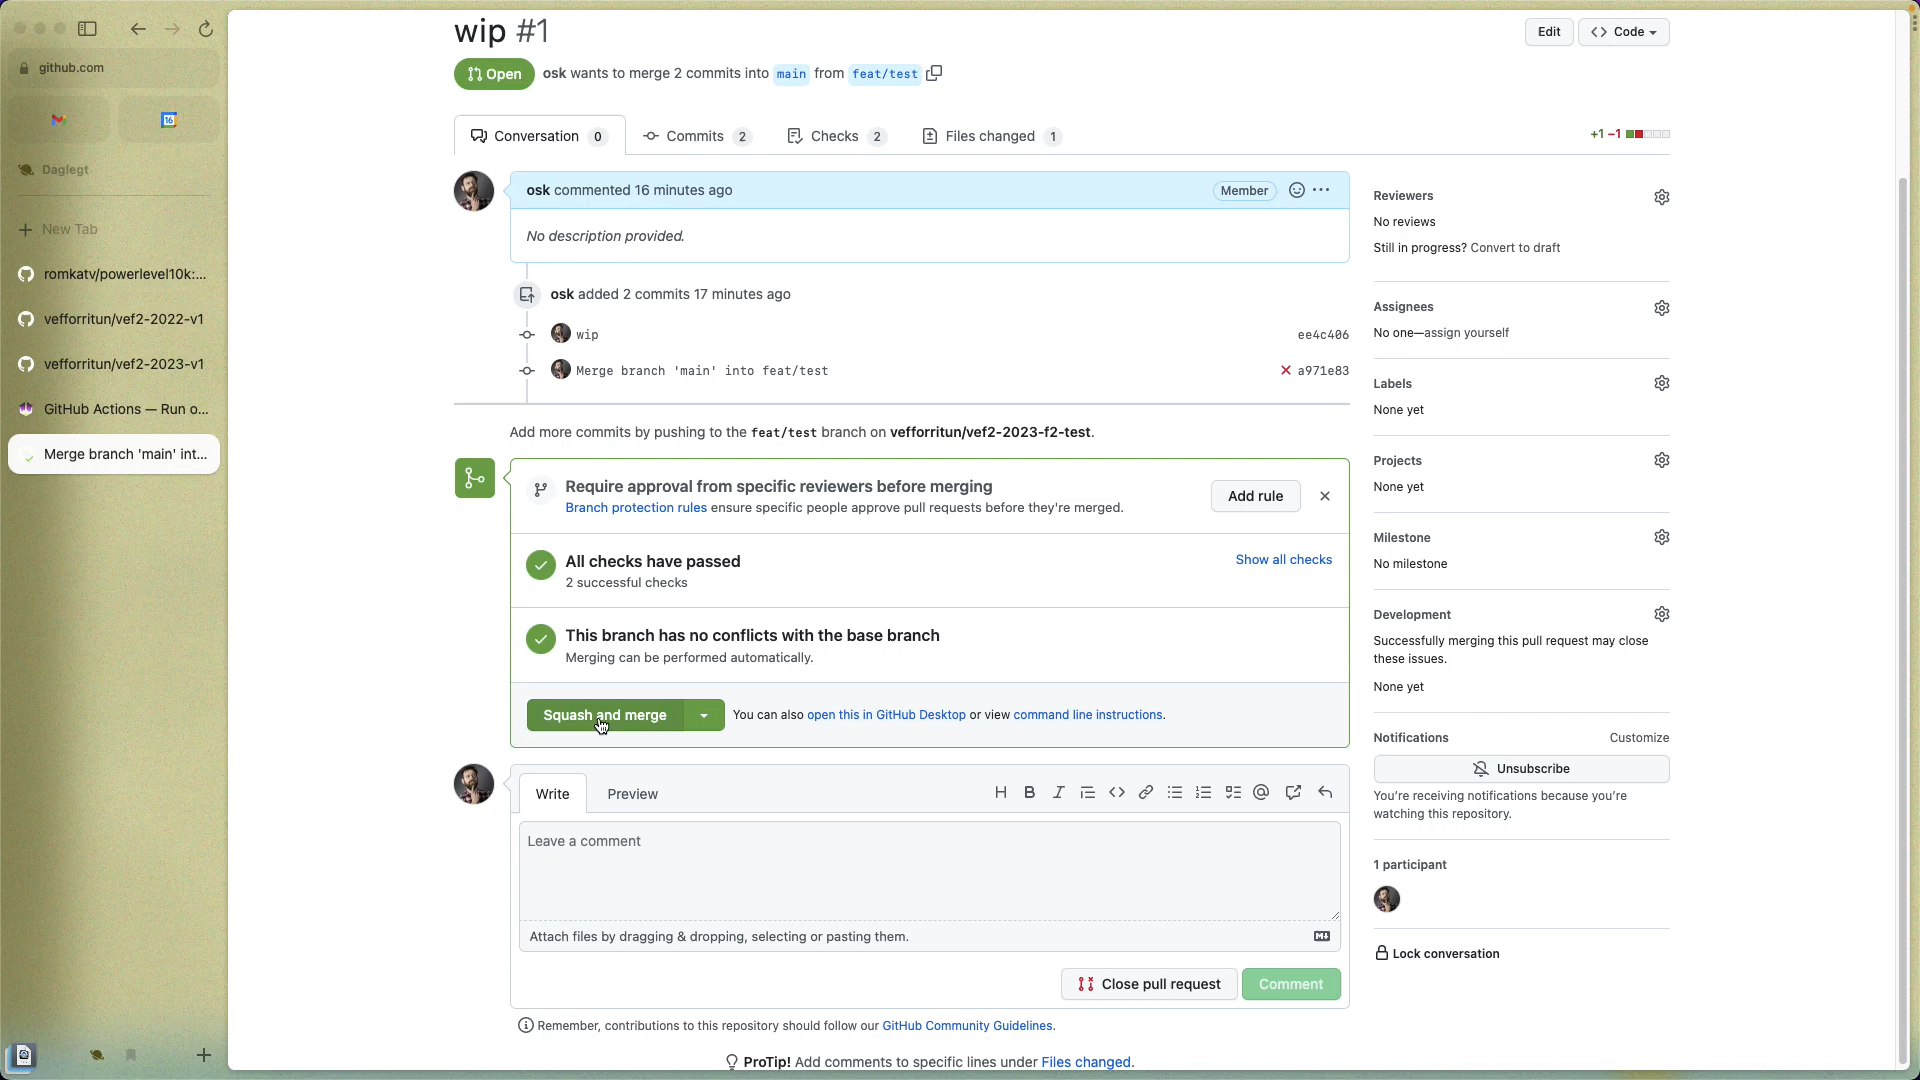 github.com
16
Daglegt
New Tab
romkatv/powerlevel10k:...
vefforritun/vef2-2022-v1
vefforritun/vef2-2023-v1
GitHub Actions — Run o...
Merge branch 'main' int...
wip #1
Edit
<> Code
Open
osk wants to merge 2 commits into main from feat/test
Conversation 0
Commits 2
Checks 2
Files changed 1
+1 −1
osk commented 16 minutes ago
Member
No description provided.
osk added 2 commits 17 minutes ago
wip
ee4c406
Merge branch 'main' into feat/test
a971e83
Add more commits by pushing to the feat/test branch on vefforritun/vef2-2023-f2-test.
Require approval from specific reviewers before merging
Branch protection rules ensure specific people approve pull requests before they're merged.
Add rule
All checks have passed
2 successful checks
Show all checks
This branch has no conflicts with the base branch
Merging can be performed automatically.
Squash and merge
You can also open this in GitHub Desktop or view command line instructions.
Write
Preview
H B I
Leave a comment
Attach files by dragging & dropping, selecting or pasting them.
Close pull request
Comment
Remember, contributions to this repository should follow our GitHub Community Guidelines.
ProTip! Add comments to specific lines under Files changed.
Reviewers
No reviews
Still in progress? Convert to draft
Assignees
No one—assign yourself
Labels
None yet
Projects
None yet
Milestone
No milestone
Development
Successfully merging this pull request may close
these issues.
None yet
Notifications
Customize
Unsubscribe
You're receiving notifications because you're
watching this repository.
1 participant
Lock conversation